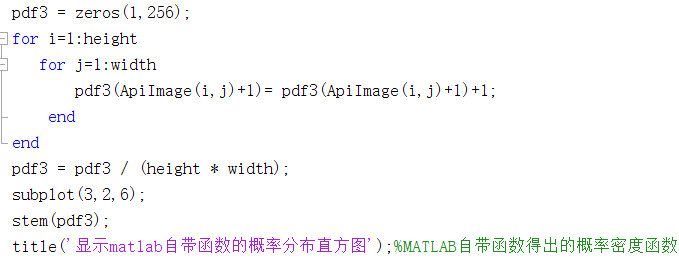 pdf3 = zeros(1,256);
for i=1:height
for j=1:width
pdf3(ApiImage(i,j)+1)= pdf3(ApiImage(i,j)+1)+1;
end
end
pdf3 = pdf3 / (height * width);
subplot(3,2,6);
stem(pdf3);
title('显示matlab自带函数的概率分布直方图');%MATLAB自带函数得出的概率密度函数